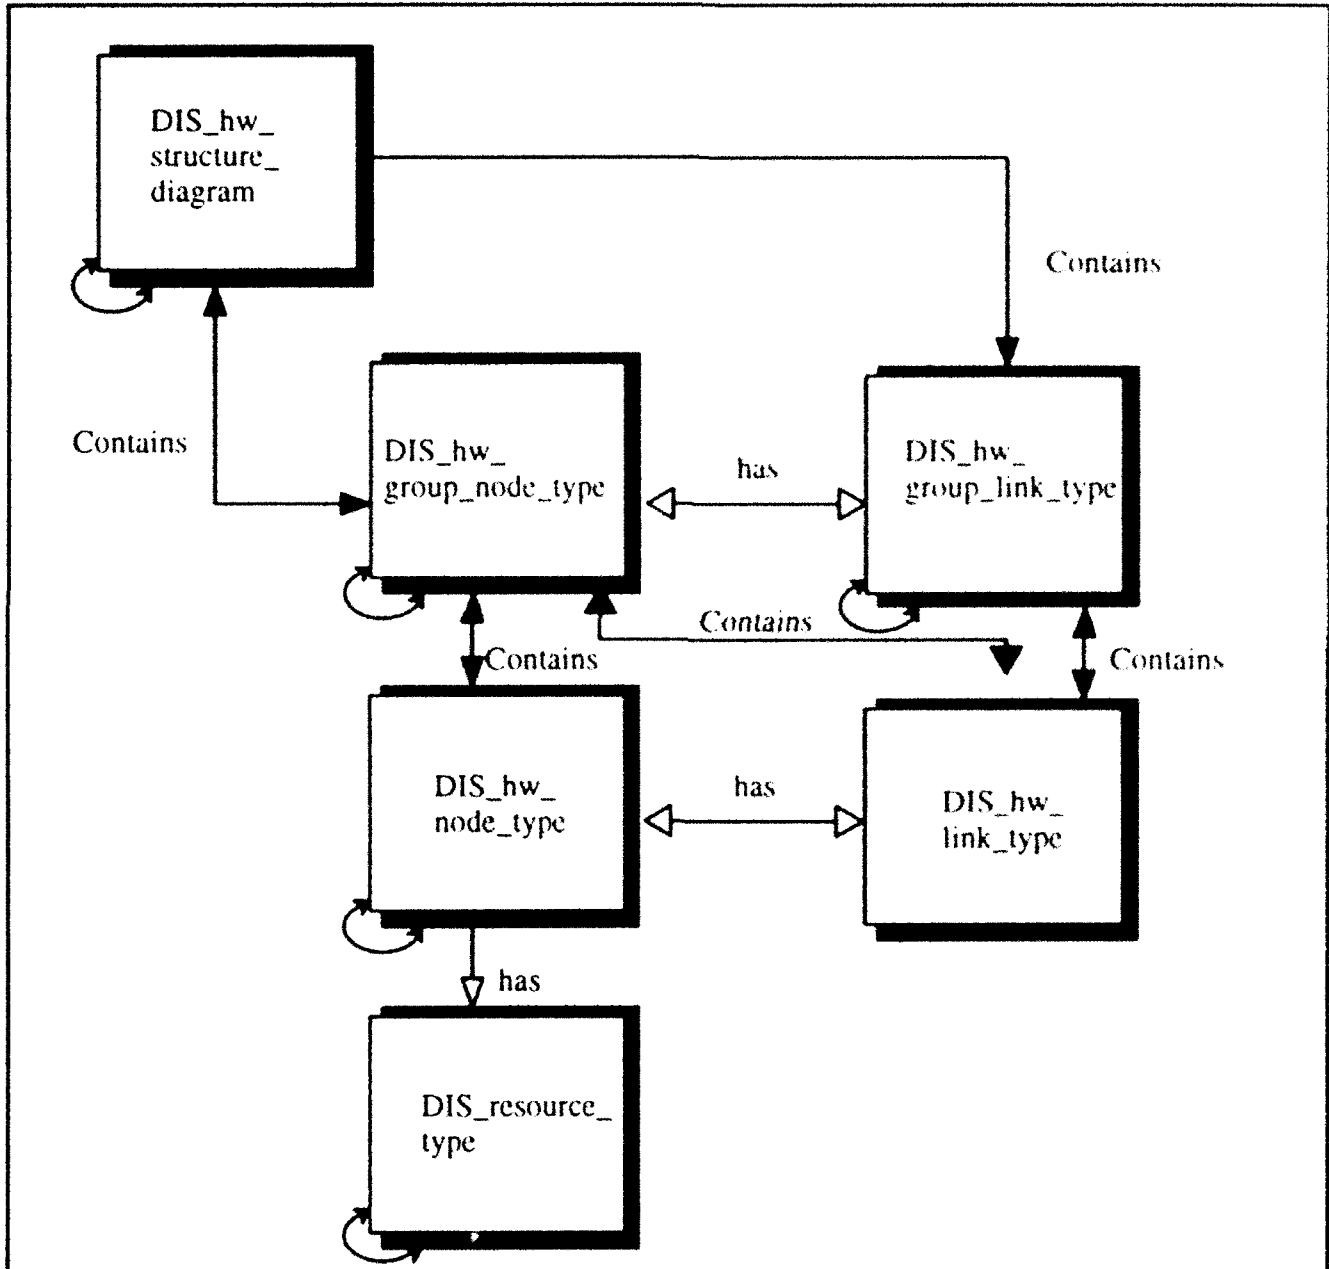 DIS_hw_
structure_
diagram
Contains
Contains
DIS_hw_
group_node_type
has
DIS_hw_
group_link_type
Contains
Contains
Contains
DIS_hw_
node_type
has
DIS_hw_
link_type
has
DIS_resource_
type